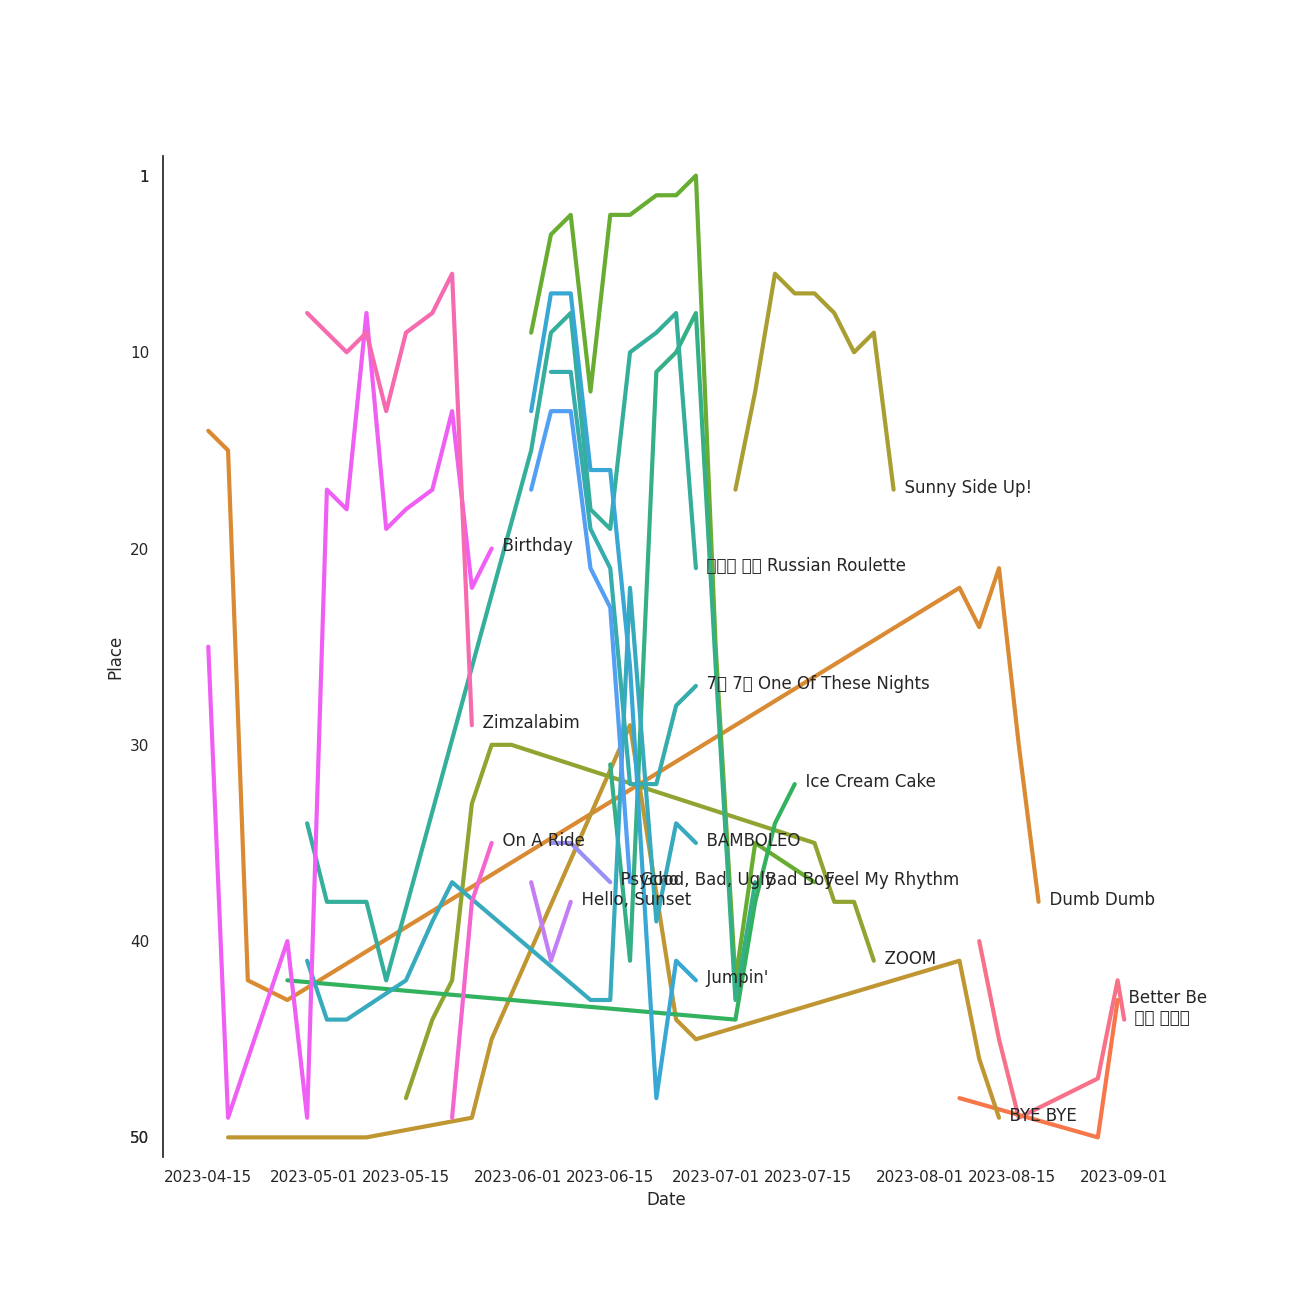 1
10
20
30
40
50
Place
Sunny Side Up!
Birthday
Russian Roulette
7 7 One Of These Nights
Zimzalabim
Ice Cream Cake
On A Ride
BAMBOLEO
Psycho
Good, Bad, Ugly
Bad Boy
Feel My Rhythm
Hello, Sunset
Dumb Dumb
ZOOM
Jumpin'
Better Be
BYE BYE
2023-04-15
2023-05-01
2023-05-15
2023-06-01
2023-06-15
2023-07-01
2023-07-15
2023-08-01
2023-08-15
2023-09-01
Date